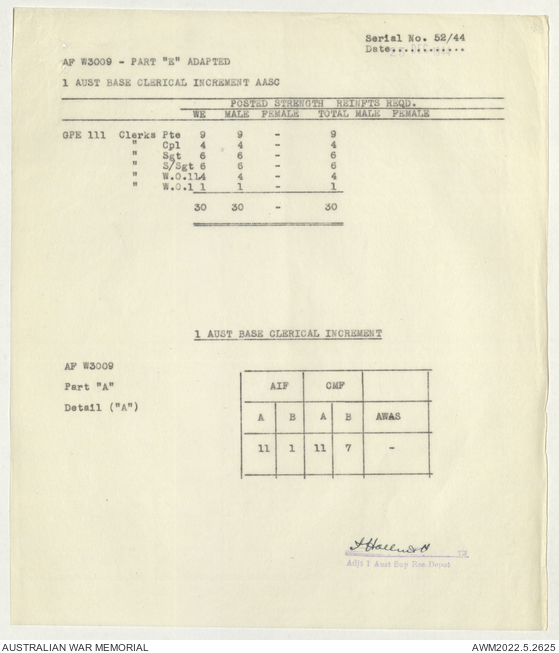 Serial No. 52/44
Date
AF W3009 - PART "E" ADAPTED
1 AUST BASE CLERICAL INCREMENT AASC
POSTED STRENGTH REINFTS REQD.
WE MALE FEMALE TOTAL MALE FEMALE
GPE 111 Clerks Pte 9 9 - 9
" Cpl 4 4 - 4
" Sgt 6 6 - 6
" S/Sgt 6 6 - 6
" W.O.11 4 4 - 4
" W.O.1 1 1 - 1
30 30 - 30
1 AUST BASE CLERICAL INCREMENT
AF W3009
Part "A"
Detail ("A")
AIF CMF
A B A B AWAS
11 1 11 7 -
Adjt 1 Aust Sup Res Depot
AUSTRALIAN WAR MEMORIAL AWM2022.5.2625